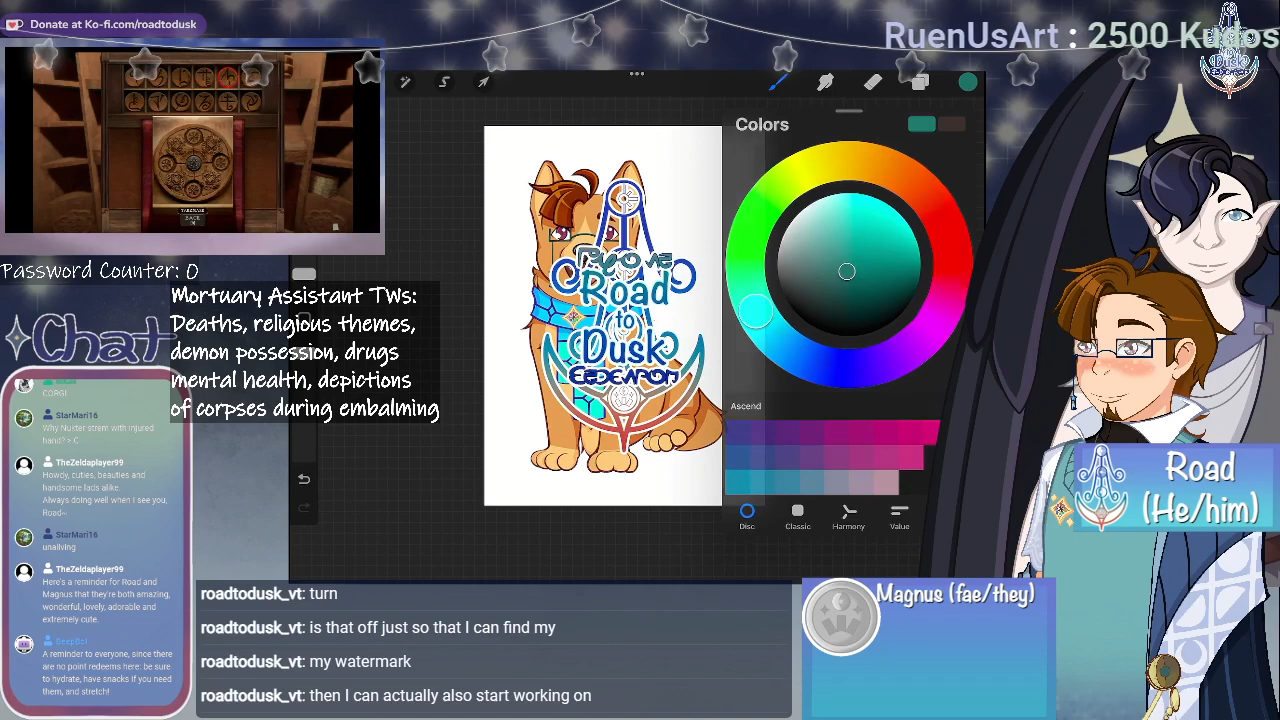 Donate at Ko-fi.com/roadtodusk
RuenUsArt : 2500 Kudos
Colors
BACK
Password Counter: 0
Mortuary Assistant TWs:
Deaths, religious themes,
demon possession, drugs
mental health, depictions
of corpses during embalming
Chat
CORGI
StarMari16
Why Nukter strem with injured
hand? > C
TheZeldaplayer99
Howdy, cuties, beauties and
handsome lads alike.
Always doing well when I see you,
Road~
StarMari16
unaliving
TheZeldaplayer99
Here's a reminder for Road and
Magnus that they're both amazing,
wonderful, lovely, adorable and
extremely cute.
A reminder to everyone, since there
are no point redeems here: be sure
to hydrate, have snacks if you need
them, and stretch!
Road
to
Dusk
Ascend
Disc
Classic
Harmony
Value
Road
(He/him)
Magnus (fae/they)
roadtodusk_vt: turn
roadtodusk_vt: is that off just so that I can find my
roadtodusk_vt: my watermark
roadtodusk_vt: then I can actually also start working on